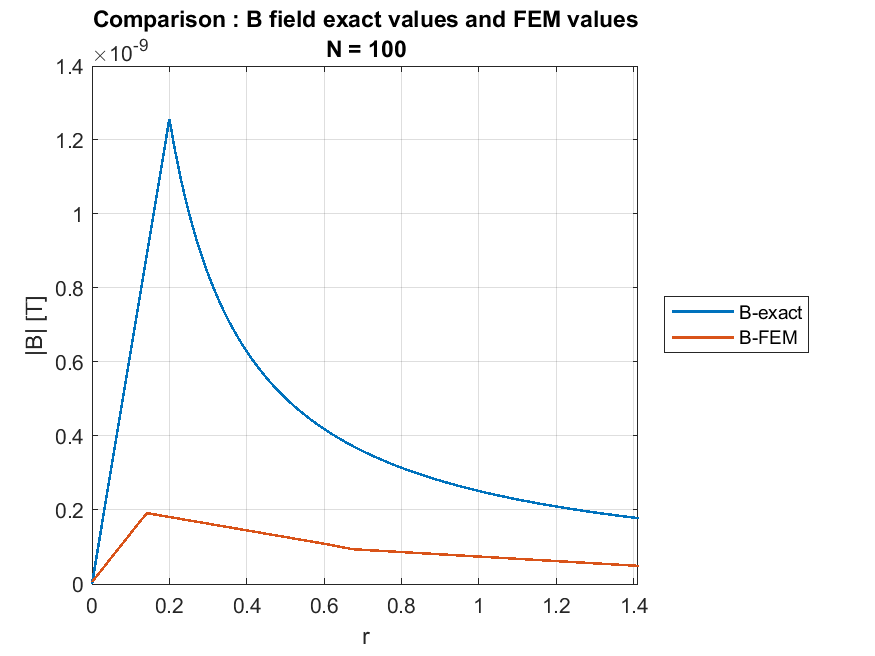 Comparison : B field exact values and FEM values
N = 100
×10-9
1.4
1.2
1
0.8
0.6
0.4
0.2
0
|B| [T]
0 0.2 0.4 0.6 0.8 1 1.2 1.4
r
B-exact
B-FEM